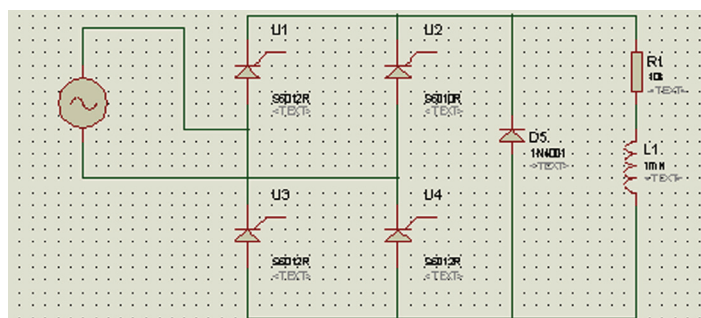 U1
S6012R
<TEXT>
U2
S6010R
<TEXT>
R1
10k
<TEXT>
D5
1N4001
<TEXT>
L1
1mH
<TEXT>
U3
S6012R
<TEXT>
U4
S6012R
<TEXT>